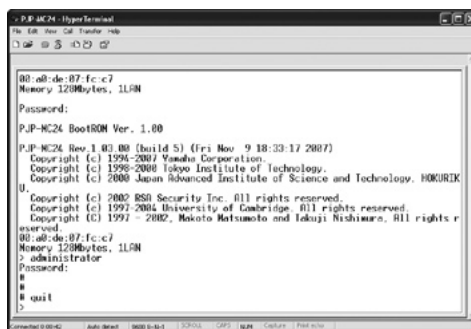 PJP-MC24 - HyperTerminal
File Edit View Call Transfer Help
00:a0:de:07:fc:c7
Memory 128Mbytes, 1LAN
Password:
PJP-MC24 BootROM Ver. 1.00
PJP-MC24 Rev.1 03.00 (build 5) (Fri Nov 9 18:33:17 2007)
Copyright (c) 1994-2007 Yamaha Corporation.
Copyright (c) 1998-2000 Tokyo Institute of Technology.
Copyright (c) 2000 Japan Advanced Institute of Science and Technology, HOKURIK
U.
Copyright (c) 2002 RSA Security Inc. All rights reserved.
Copyright (c) 1997-2004 University of Cambridge. All rights reserved.
Copyright (C) 1997 - 2002, Makoto Matsumoto and Takuji Nishimura, All rights r
eserved.
00:a0:de:07:fc:c7
Memory 128Mbytes, 1LAN
> administrator
Password:
#
#
# quit
>
Connected 0:00:42 Auto detect 9600 8-N-1 SCROLL CAPS NUM Capture Print echo